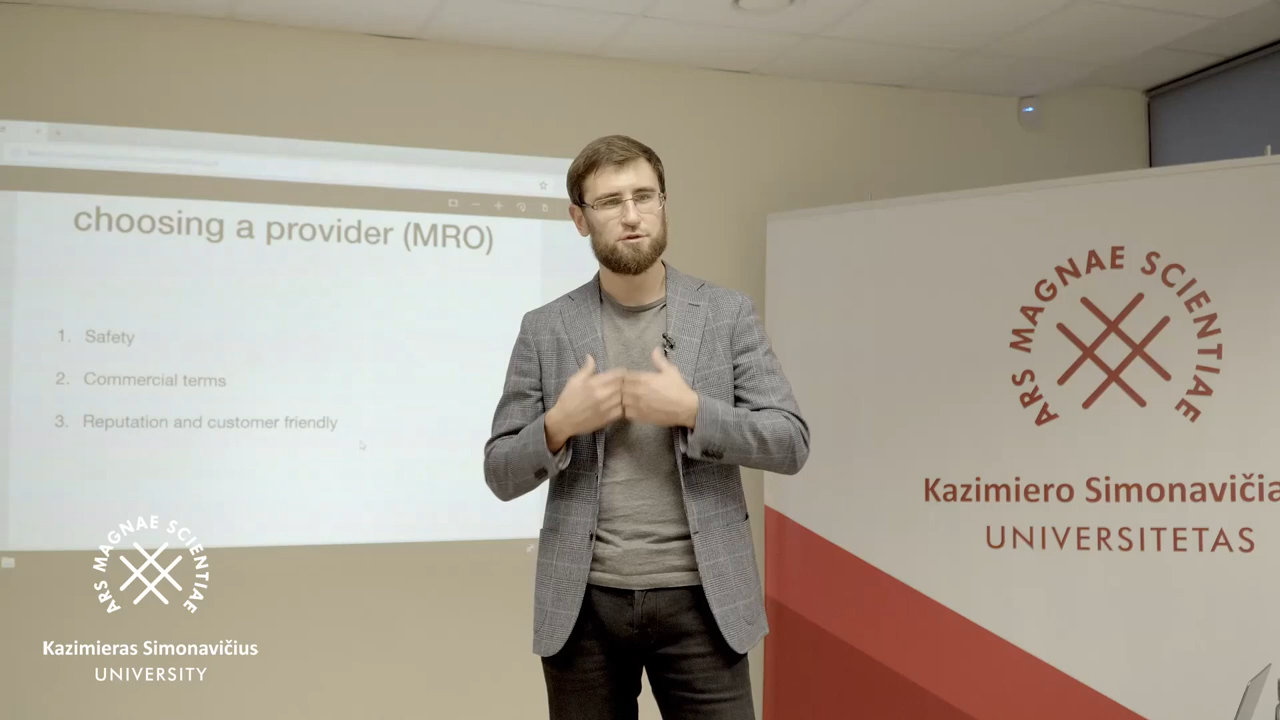 choosing a provider (MRO)
1. Safety
2. Commercial terms
3. Reputation and customer friendly
ARS MAGNAE SCIENTIAE
Kazimieras Simonavičius
UNIVERSITY
ARS MAGNAE SCIENTIAE
Kazimiero Simonavičia
UNIVERSITETAS